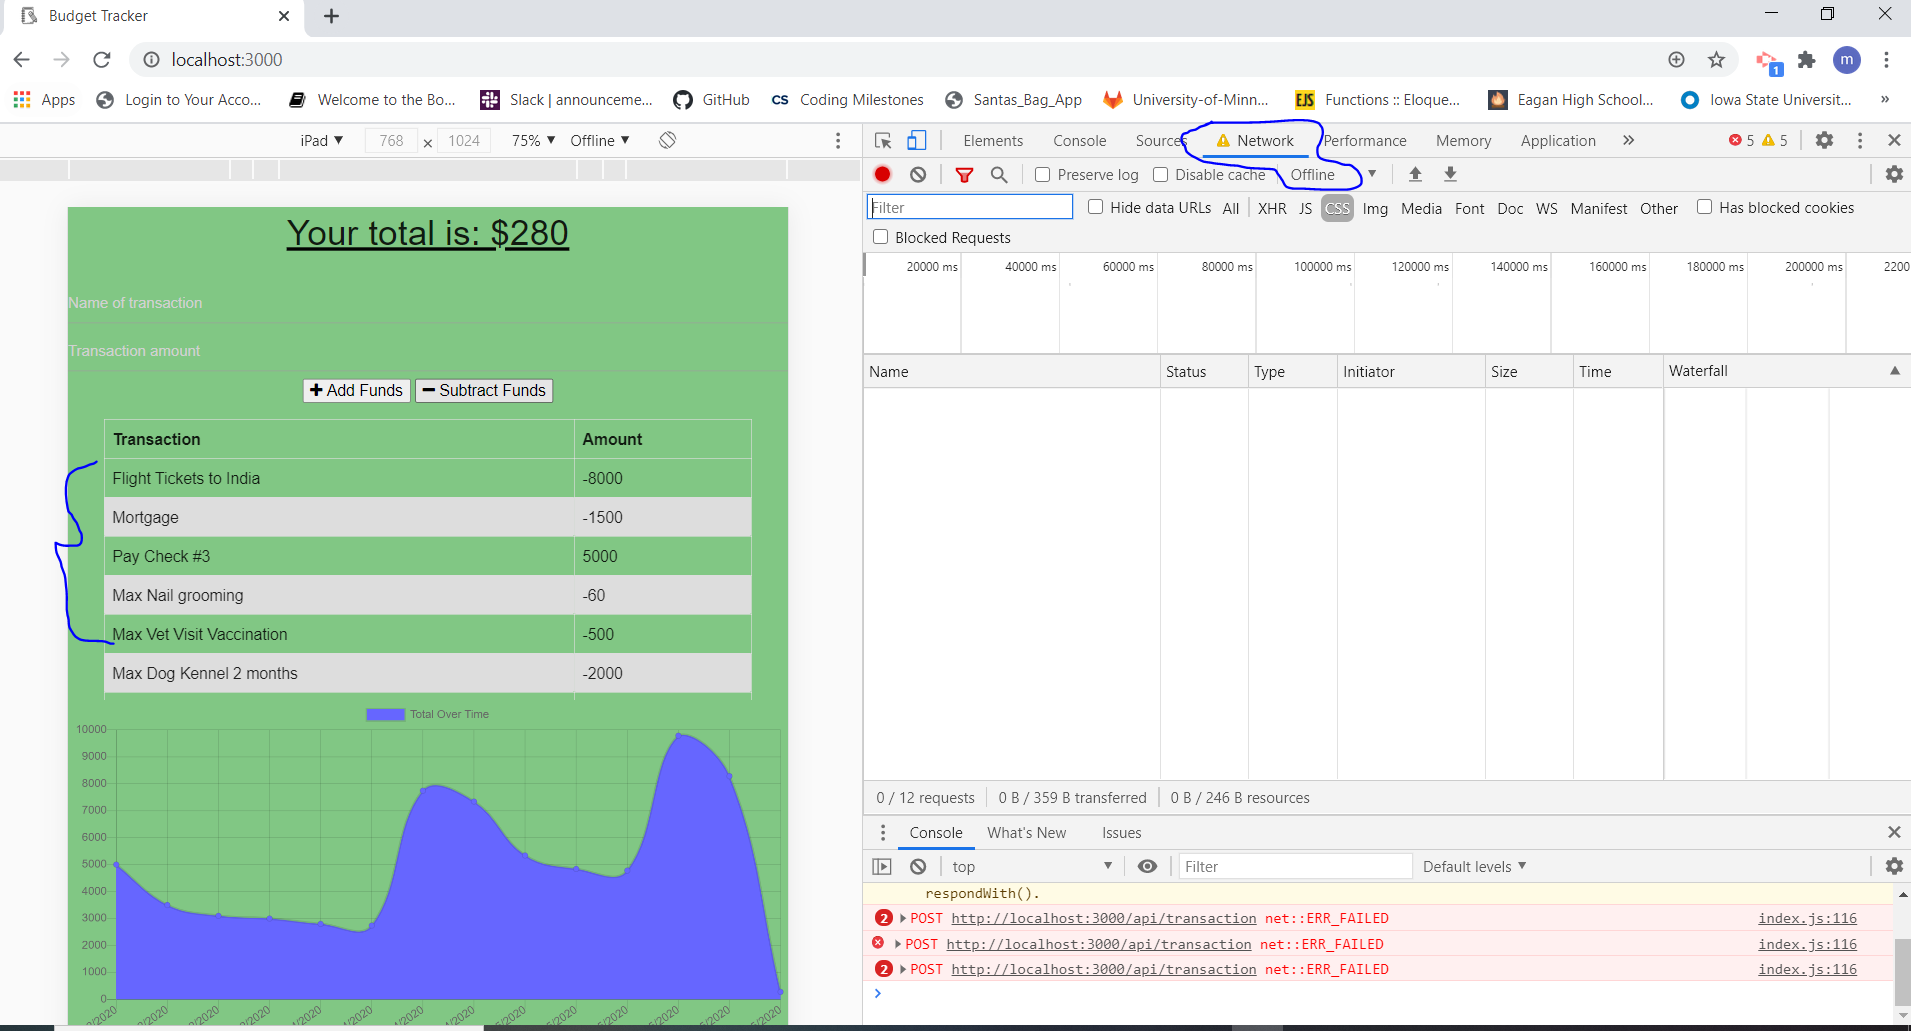 Budget Tracker
localhost:3000
Apps Login to Your Acco... Welcome to the Bo... Slack | announceme... GitHub CS Coding Milestones Santas_Bag_App University-of-Minn... EJS Functions :: Eloque... Eagan High School... Iowa State Universit... »
m
1
iPad ▼ 768 × 1024 75% ▼ Offline ▼
Your total is: $280
Name of transaction
Transaction amount
Add Funds Subtract Funds
Transaction Amount
Flight Tickets to India -8000
Mortgage -1500
Pay Check #3 5000
Max Nail grooming -60
Max Vet Visit Vaccination -500
Max Dog Kennel 2 months -2000
Total Over Time
10000
9000
8000
7000
6000
5000
4000
3000
2000
1000
0
Elements Console Sources Network Performance Memory Application » 5 5
Preserve log Disable cache Offline ▼
Filter Hide data URLs All XHR JS CSS Img Media Font Doc WS Manifest Other Has blocked cookies
Blocked Requests
20000 ms 40000 ms 60000 ms 80000 ms 100000 ms 120000 ms 140000 ms 160000 ms 180000 ms 200000 ms 2200
Name Status Type Initiator Size Time Waterfall
0 / 12 requests 0 B / 359 B transferred 0 B / 246 B resources
Console What's New Issues
top ▼ Filter Default levels ▼
respondWith().
2 POST http://localhost:3000/api/transaction net::ERR_FAILED index.js:116
POST http://localhost:3000/api/transaction net::ERR_FAILED index.js:116
2 POST http://localhost:3000/api/transaction net::ERR_FAILED index.js:116